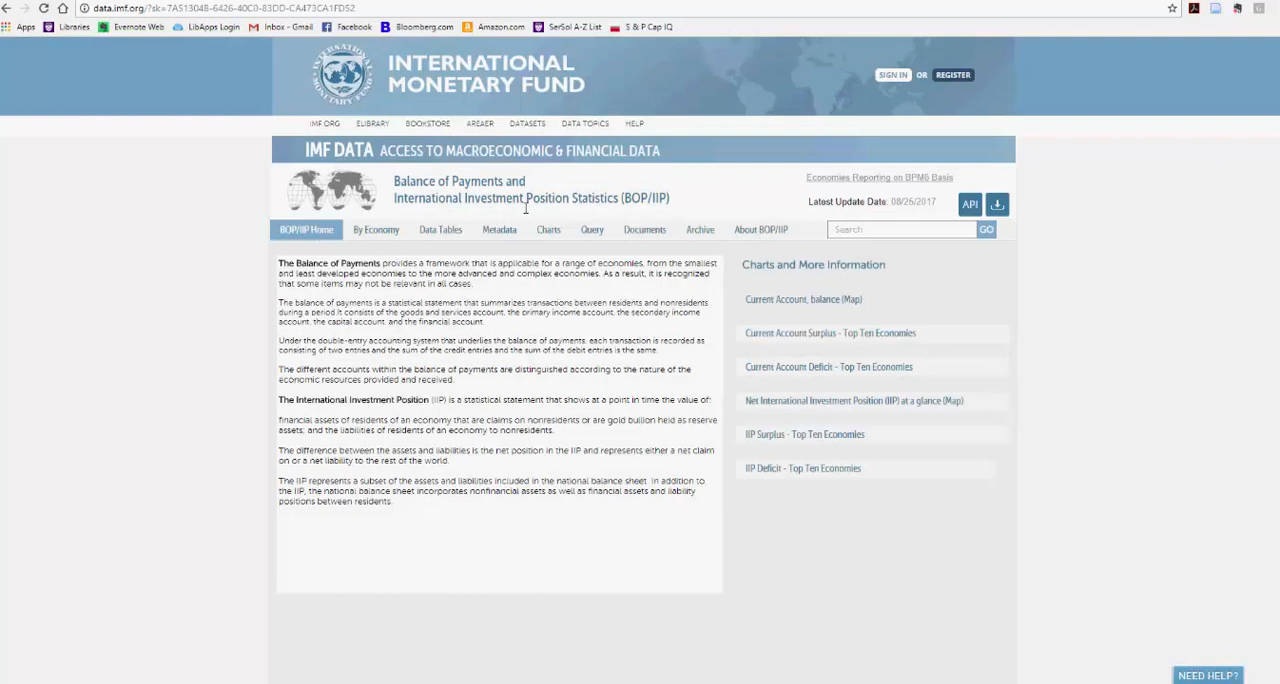 data.imf.org/?sk=7A51304B-6426-40C0-83DD-CA473CA1FD52
Apps Libraries Evernote Web LibApps Login Inbox - Gmail Facebook Bloomberg.com Amazon.com SerSol A-Z List S & P Cap IQ
INTERNATIONAL
MONETARY FUND
SIGN IN OR REGISTER
IMF.ORG ELIBRARY BOOKSTORE AREAER DATASETS DATA TOPICS HELP
IMF DATA ACCESS TO MACROECONOMIC & FINANCIAL DATA
Balance of Payments and
International Investment Position Statistics (BOP/IIP)
Economies Reporting on BPM6 Basis
Last Update Date: 08/25/2017
API
BOP/IIP Home By Economy Data Tables Metadata Charts Query Documents Archive About BOP/IIP Search GO
The Balance of Payments provides a framework that is applicable for a range of economies, from the smallest
and least developed economies to the more advanced and complex economies. As a result, it is recognized
that some items may not be relevant in all cases.
The balance of payments is a statistical statement that summarizes transactions between residents and nonresidents
during a period.It consists of the goods and services account, the primary income account, the secondary income
account, the capital account, and the financial account.
Under the double-entry accounting system that underlies the balance of payments, each transaction is recorded as
consisting of two entries and the sum of the credit entries and the sum of the debit entries is the same.
The different accounts within the balance of payments are distinguished according to the nature of the
economic resources provided and received.
The International Investment Position (IIP) is a statistical statement that shows at a point in time the value of:
financial assets of residents of an economy that are claims on nonresidents or are gold bullion held as reserve
assets; and the liabilities of residents of an economy to nonresidents.
The difference between the assets and liabilities is the net position in the IIP and represents either a net claim
on or a net liability to the rest of the world.
The IIP represents a subset of the assets and liabilities included in the national balance sheet. In addition to
the IIP, the national balance sheet incorporates nonfinancial assets as well as financial assets and liability
positions between residents.
Charts and More Information
Current Account, balance (Map)
Current Account Surplus - Top Ten Economies
Current Account Deficit - Top Ten Economies
Net International Investment Position (IIP) at a glance (Map)
IIP Surplus - Top Ten Economies
IIP Deficit - Top Ten Economies
NEED HELP?